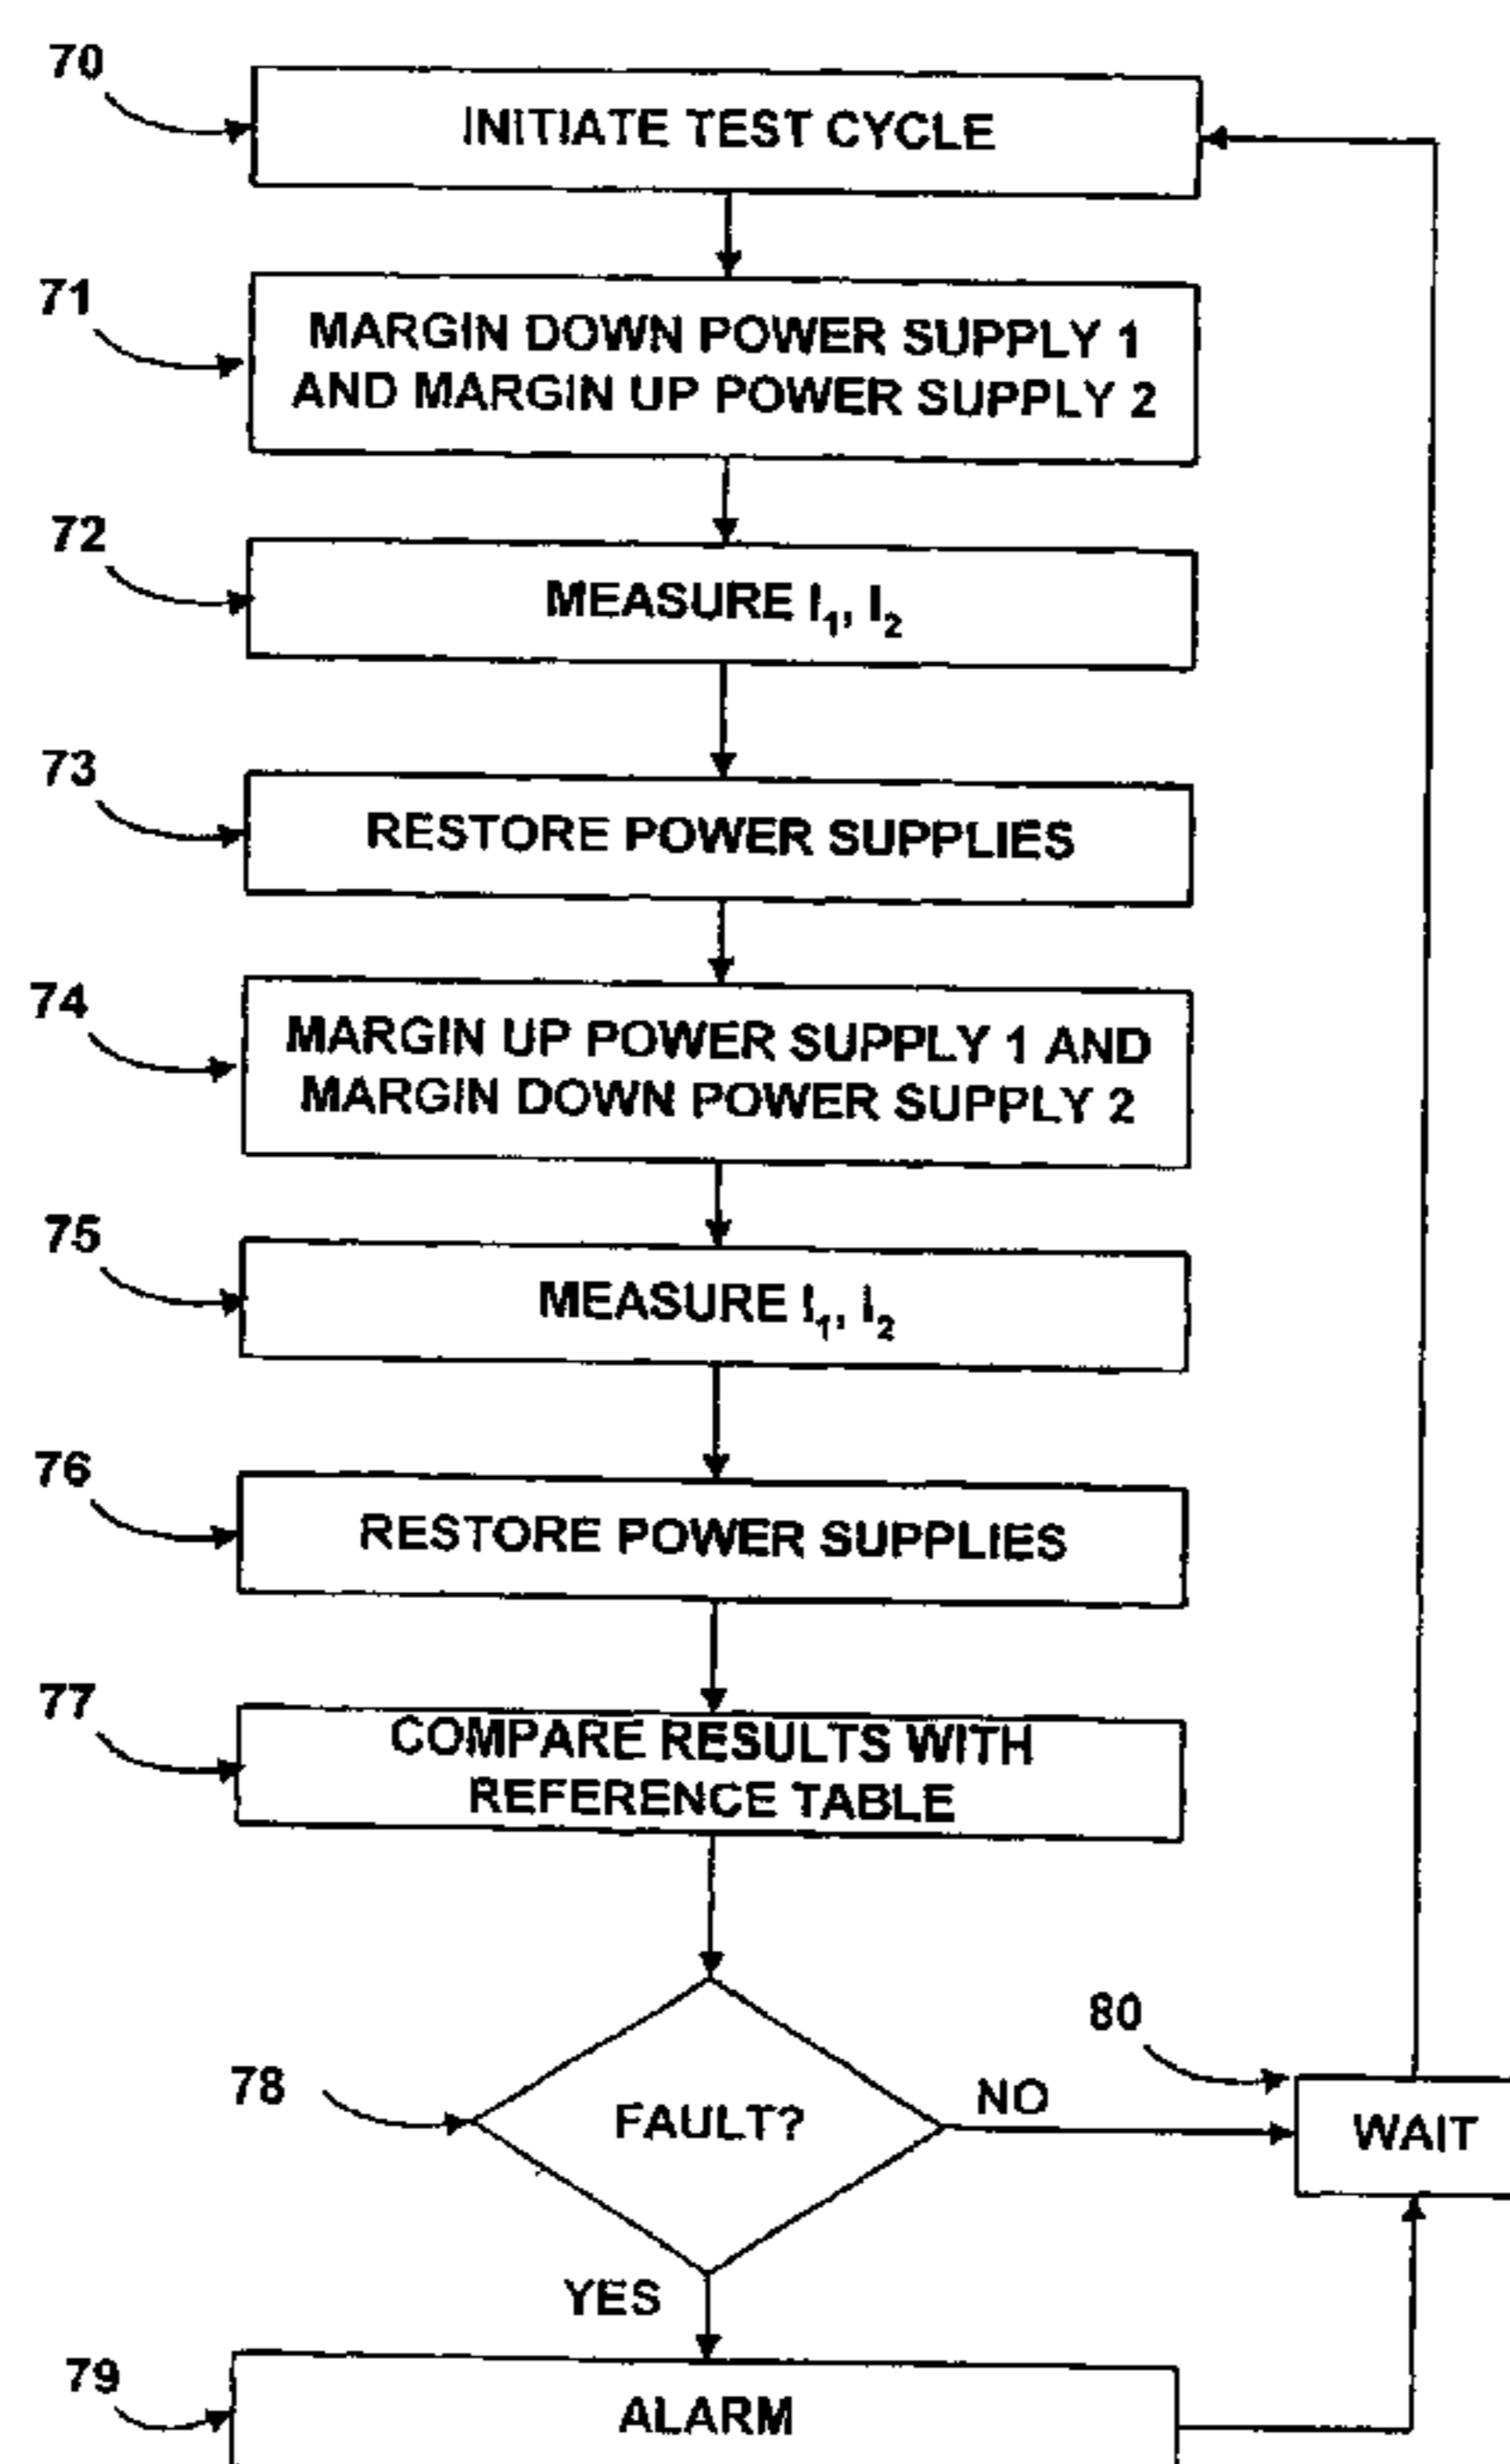 70
INITIATE TEST CYCLE
71
MARGIN DOWN POWER SUPPLY 1
AND MARGIN UP POWER SUPPLY 2
72
MEASURE I₁, I₂
73
RESTORE POWER SUPPLIES
74
MARGIN UP POWER SUPPLY 1 AND
MARGIN DOWN POWER SUPPLY 2
75
MEASURE I₁, I₂
76
RESTORE POWER SUPPLIES
77
COMPARE RESULTS WITH
REFERENCE TABLE
78
FAULT?
NO
80
WAIT
YES
79
ALARM